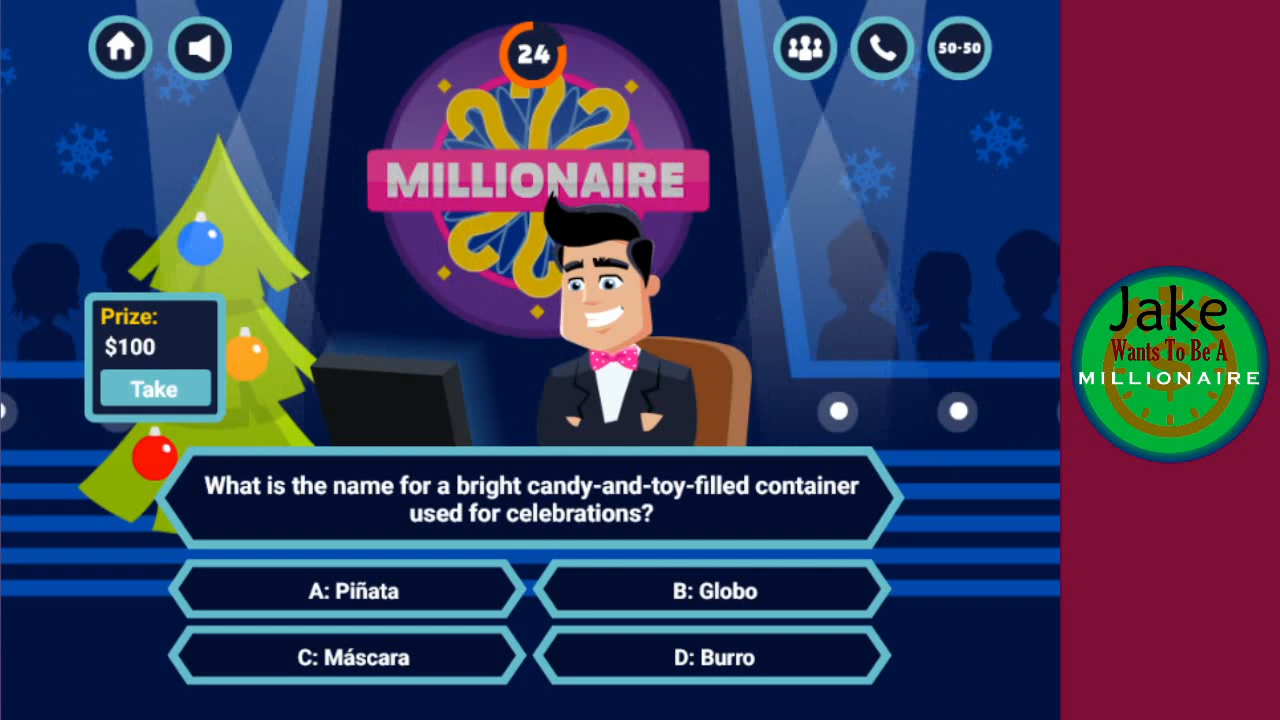 24
50-50
MILLIONAIRE
Prize:
$100
Take
Jake
Wants To Be A
MILLIONAIRE
What is the name for a bright candy-and-toy-filled container
used for celebrations?
A: Piñata
B: Globo
C: Máscara
D: Burro